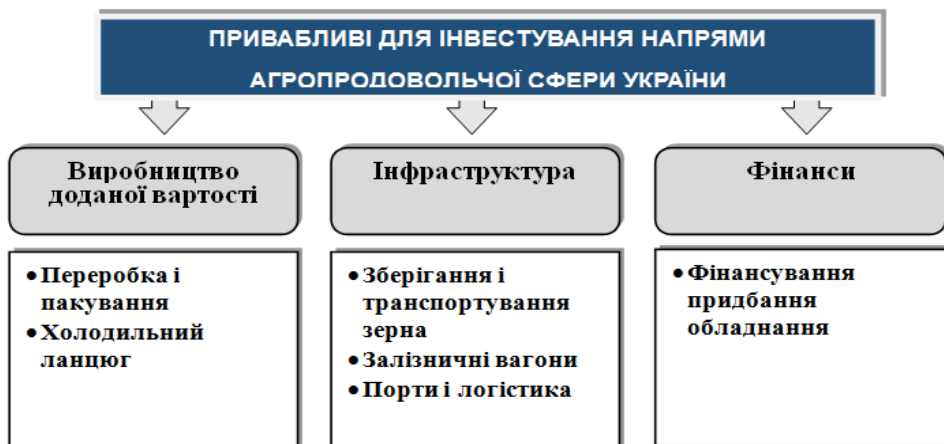 ПРИВАБЛИВІ ДЛЯ ІНВЕСТУВАННЯ НАПРЯМИ
АГРОПРОДОВОЛЬЧОЇ СФЕРИ УКРАЇНИ
Виробництво
доданої вартості
• Переробка і
пакування
• Холодильний
ланцюг
Інфраструктура
• Зберігання і
транспортування
зерна
• Залізничні вагони
• Порти і логістика
Фінанси
• Фінансування
придбання
обладнання